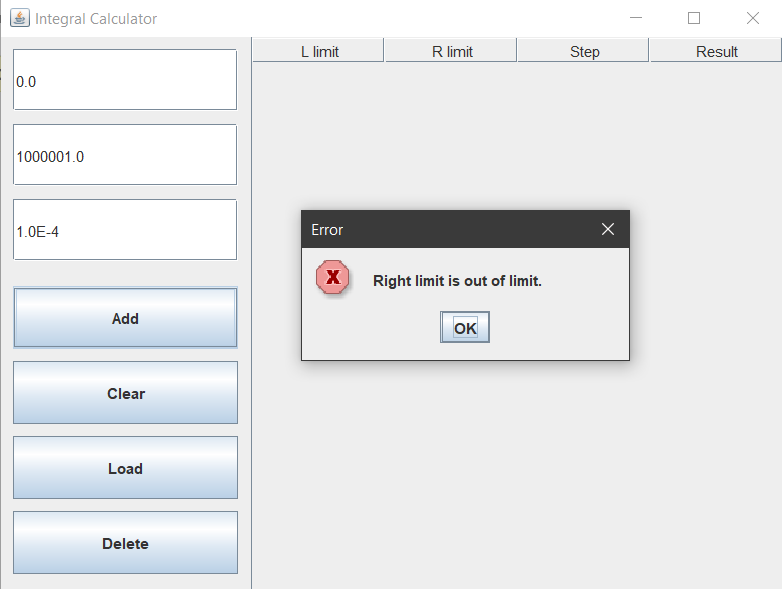 Integral Calculator
0.0
1000001.0
1.0E-4
Add
Clear
Load
Delete
L limit R limit Step Result
Error
X
Right limit is out of limit.
OK